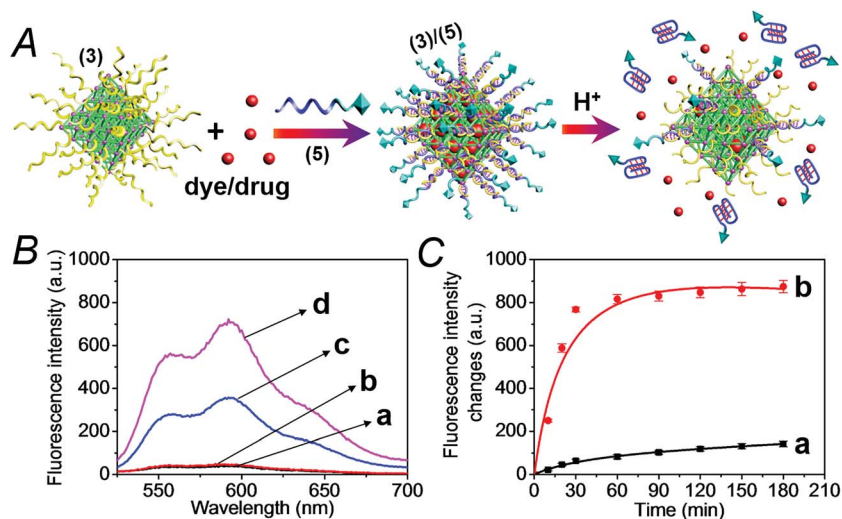 A
(3)
+
dye/drug
(5)
(3)/(5)
H+
B
Fluorescence intensity (a.u.)
1000
800
600
400
200
0
d
c
b
a
550 600 650 700
Wavelength (nm)
C
Fluorescence intensity
changes (a.u.)
1000
800
600
400
200
0
b
a
0 30 60 90 120 150 180 210
Time (min)